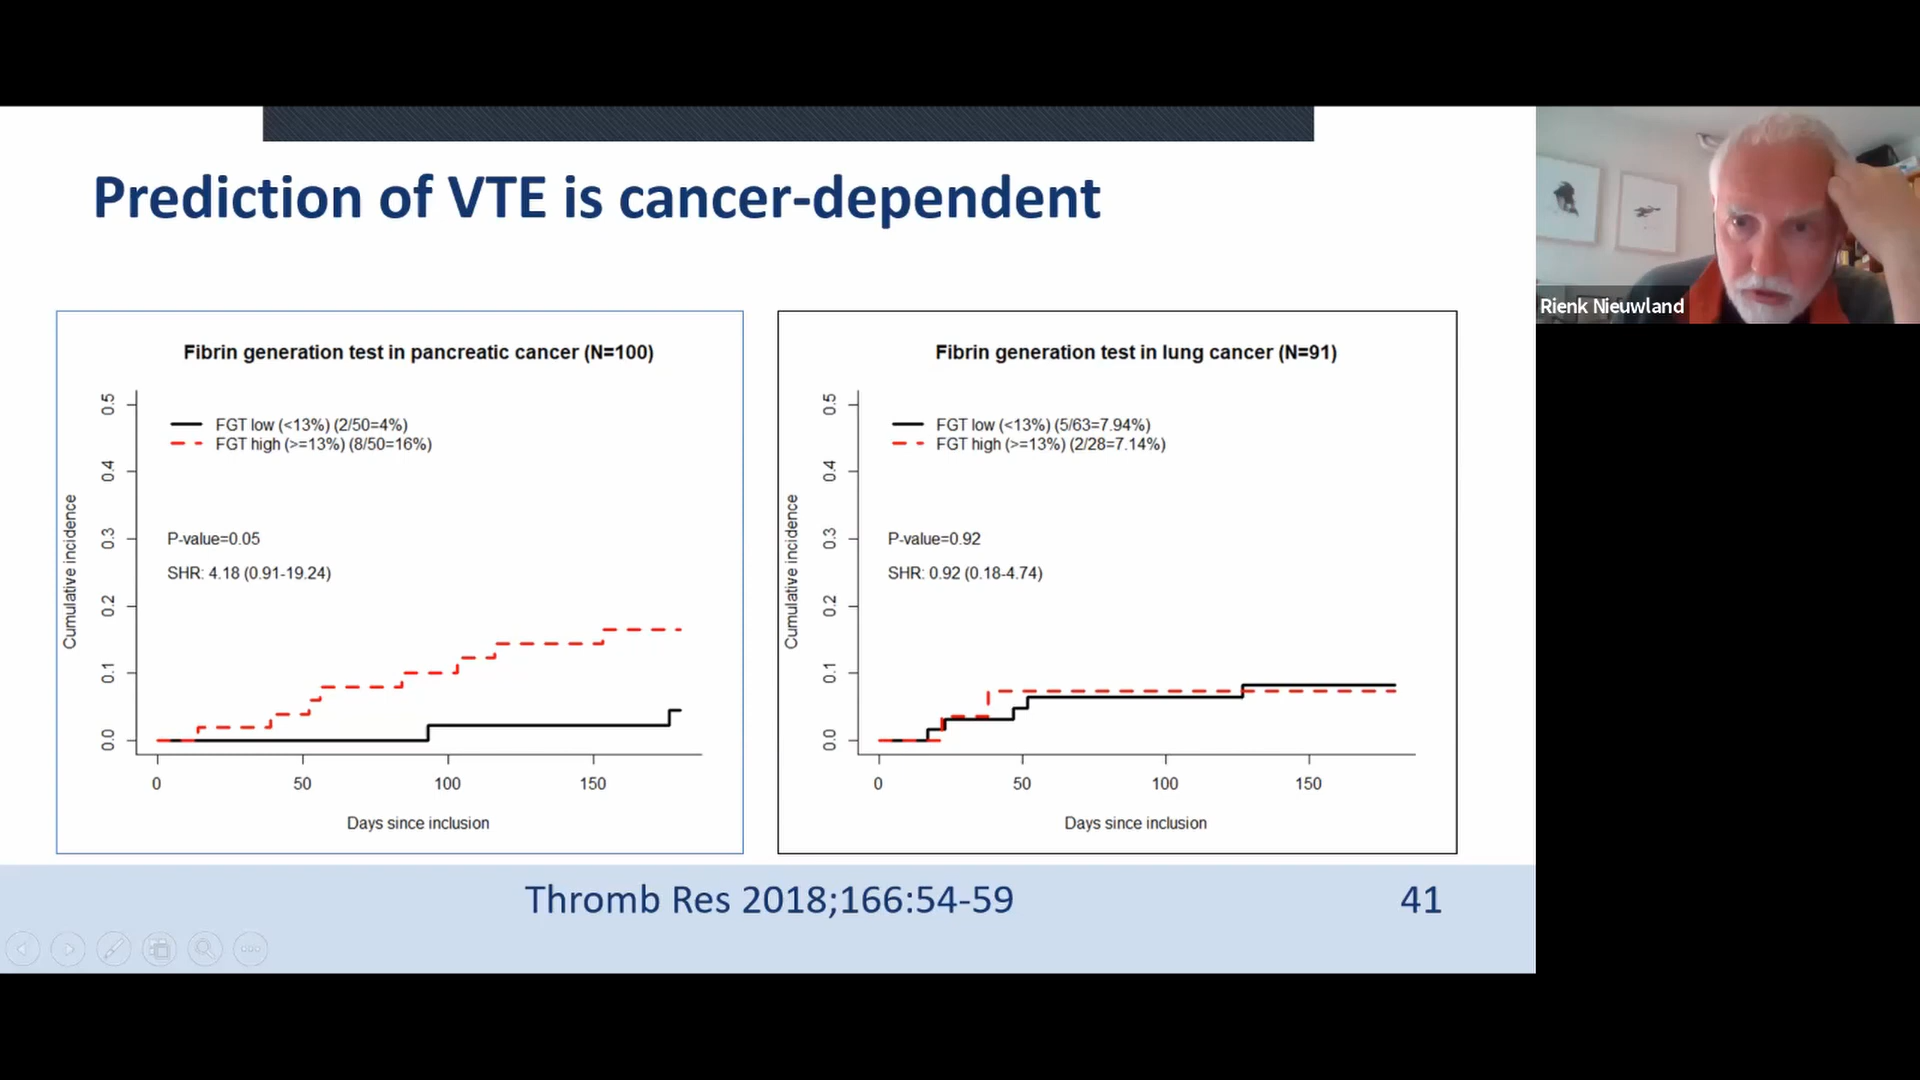 Prediction of VTE is cancer-dependent
Rienk Nieuwland
Fibrin generation test in pancreatic cancer (N=100)
FGT low (<13%) (2/50=4%)
FGT high (>=13%) (8/50=16%)
P-value=0.05
SHR: 4.18 (0.91-19.24)
Cumulative incidence
0.5
0.4
0.3
0.2
0.1
0.0
0 50 100 150
Days since inclusion
Fibrin generation test in lung cancer (N=91)
FGT low (<13%) (5/63=7.94%)
FGT high (>=13%) (2/28=7.14%)
P-value=0.92
SHR: 0.92 (0.18-4.74)
Cumulative incidence
0.5
0.4
0.3
0.2
0.1
0.0
0 50 100 150
Days since inclusion
Thromb Res 2018;166:54-59
41